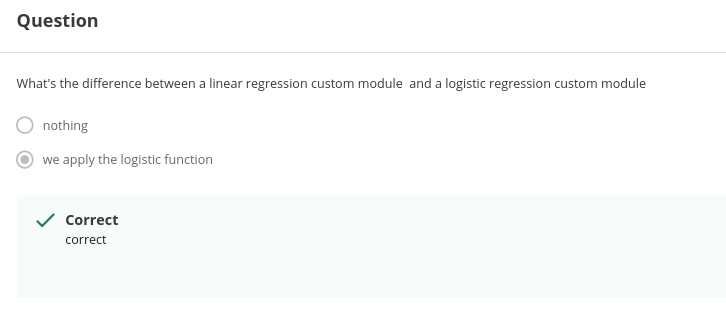 Question
What's the difference between a linear regression custom module  and a logistic regression custom module
nothing
we apply the logistic function
Correct
correct